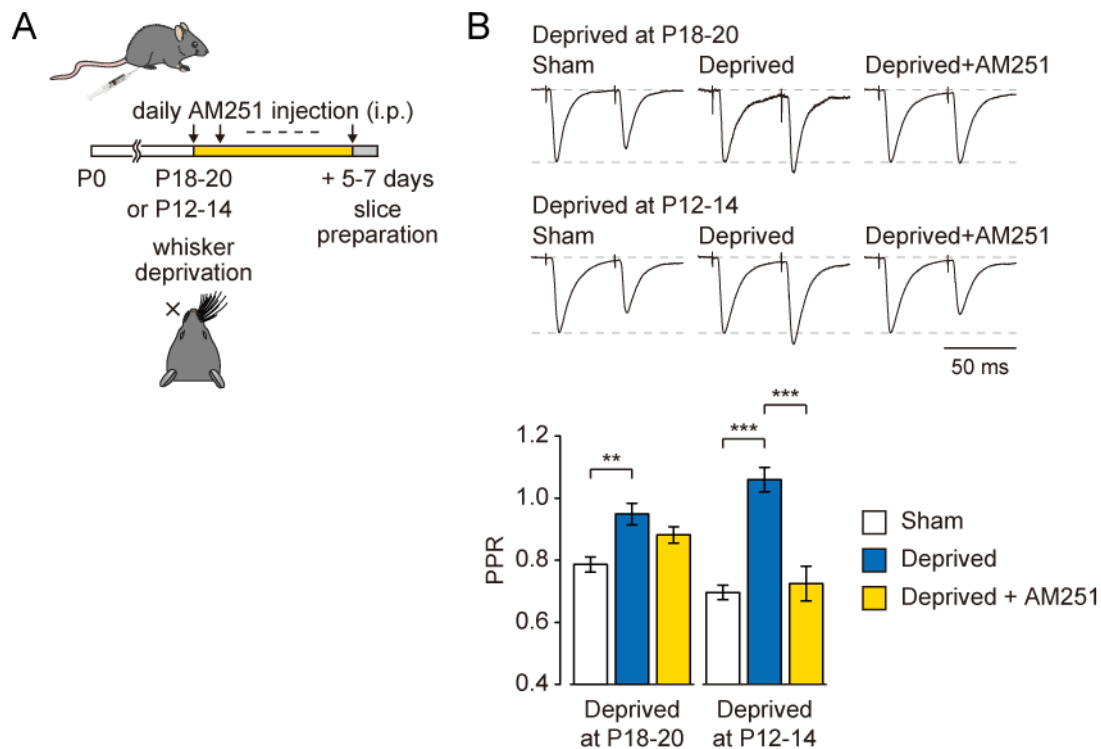 A
daily AM251 injection (i.p.)
P0
P18-20
or P12-14
+ 5-7 days
slice
preparation
whisker
deprivation
×
B
Deprived at P18-20
Sham
Deprived
Deprived+AM251
Deprived at P12-14
Sham
Deprived
Deprived+AM251
50 ms
***
***
**
1.2
1.0
0.8
0.6
0.4
PPR
Deprived
at P18-20
Deprived
at P12-14
Sham
Deprived
Deprived + AM251